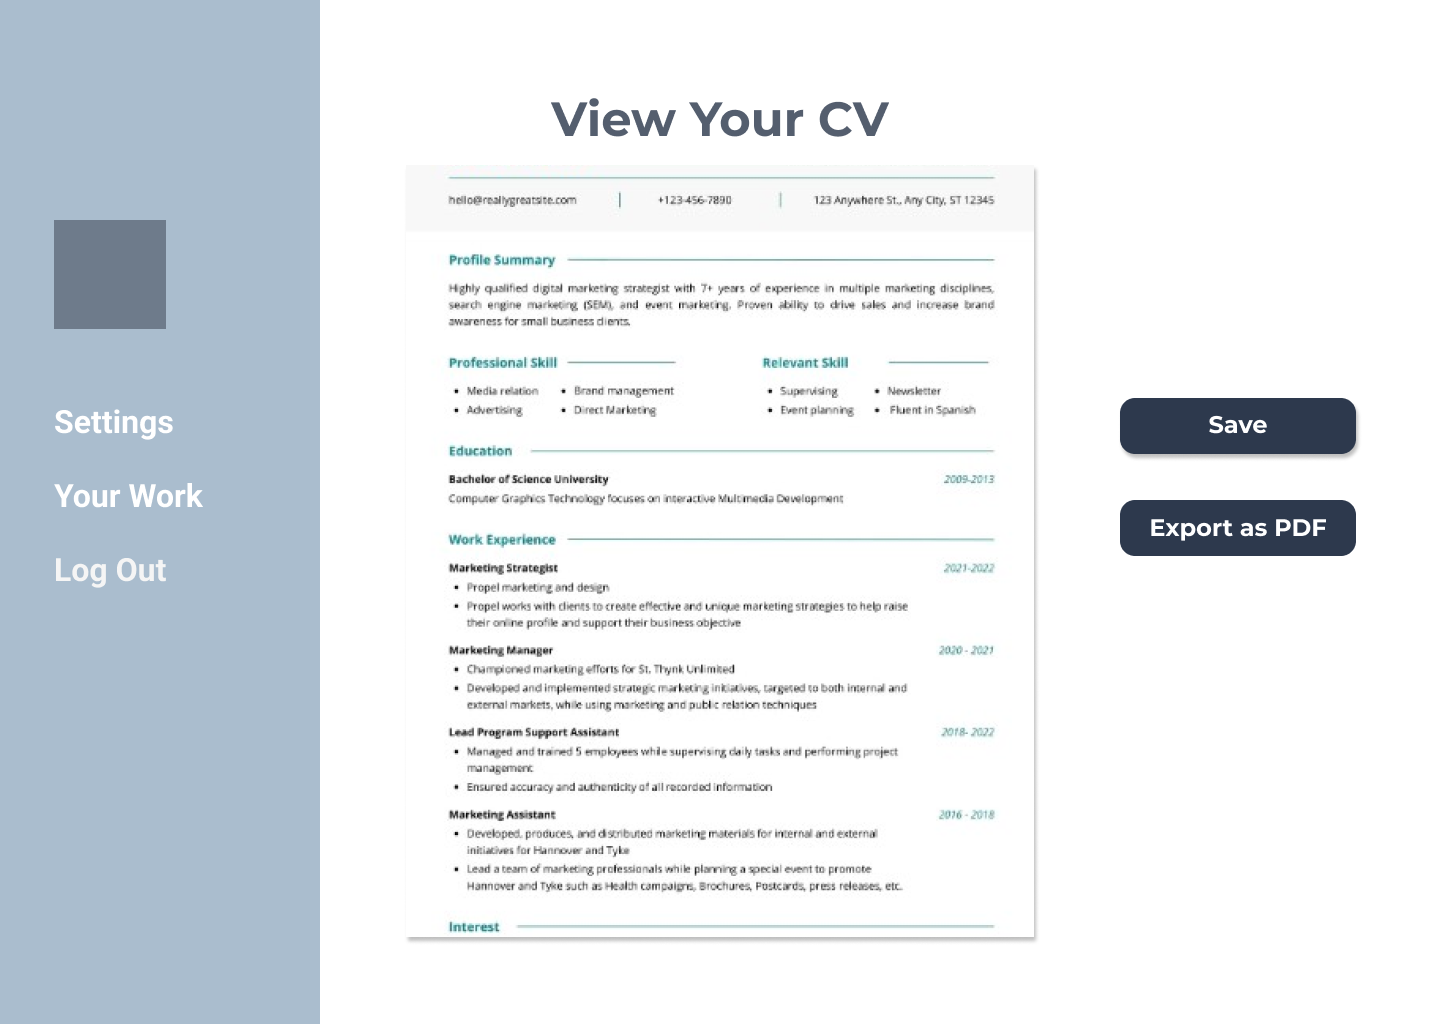 Settings
Your Work
Log Out
View Your CV
hello@reallygreatsite.com | +123-456-7890 | 123 Anywhere St., Any City, ST 12345
Profile Summary
Highly qualified digital marketing strategist with 7+ years of experience in multiple marketing disciplines,
search engine marketing (SEM), and event marketing. Proven ability to drive sales and increase brand
awareness for small business clients.
Professional Skill
• Media relation • Brand management
• Advertising • Direct Marketing
Relevant Skill
• Supervising • Newsletter
• Event planning • Fluent in Spanish
Education
Bachelor of Science University 2009-2013
Computer Graphics Technology focuses on interactive Multimedia Development
Work Experience
Marketing Strategist 2021-2022
• Propel marketing and design
• Propel works with clients to create effective and unique marketing strategies to help raise
their online profile and support their business objective
Marketing Manager 2020 - 2021
• Championed marketing efforts for St. Thynk Unlimited
• Developed and implemented strategic marketing initiatives, targeted to both internal and
external markets, while using marketing and public relation techniques
Lead Program Support Assistant 2018- 2022
• Managed and trained 5 employees while supervising daily tasks and performing project
management
• Ensured accuracy and authenticity of all recorded information
Marketing Assistant 2016 - 2018
• Developed, produces, and distributed marketing materials for internal and external
initiatives for Hannover and Tyke
• Lead a team of marketing professionals while planning a special event to promote
Hannover and Tyke such as Health campaigns, Brochures, Postcards, press releases, etc.
Interest
Save
Export as PDF